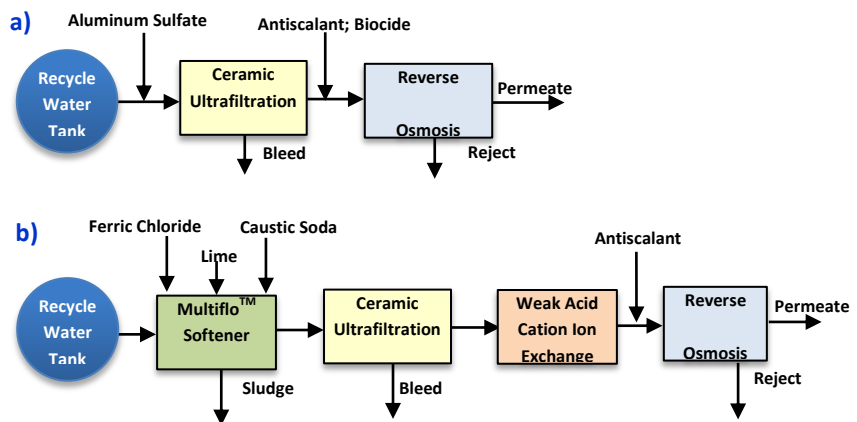 a)
Aluminum Sulfate
Antiscalant; Biocide
Recycle
Water
Tank
Ceramic
Ultrafiltration
Reverse
Osmosis
Permeate
Bleed
Reject
b)
Ferric Chloride
Lime
Caustic Soda
Antiscalant
Recycle
Water
Tank
Multiflo™
Softener
Ceramic
Ultrafiltration
Weak Acid
Cation Ion
Exchange
Reverse
Osmosis
Permeate
Sludge
Bleed
Reject